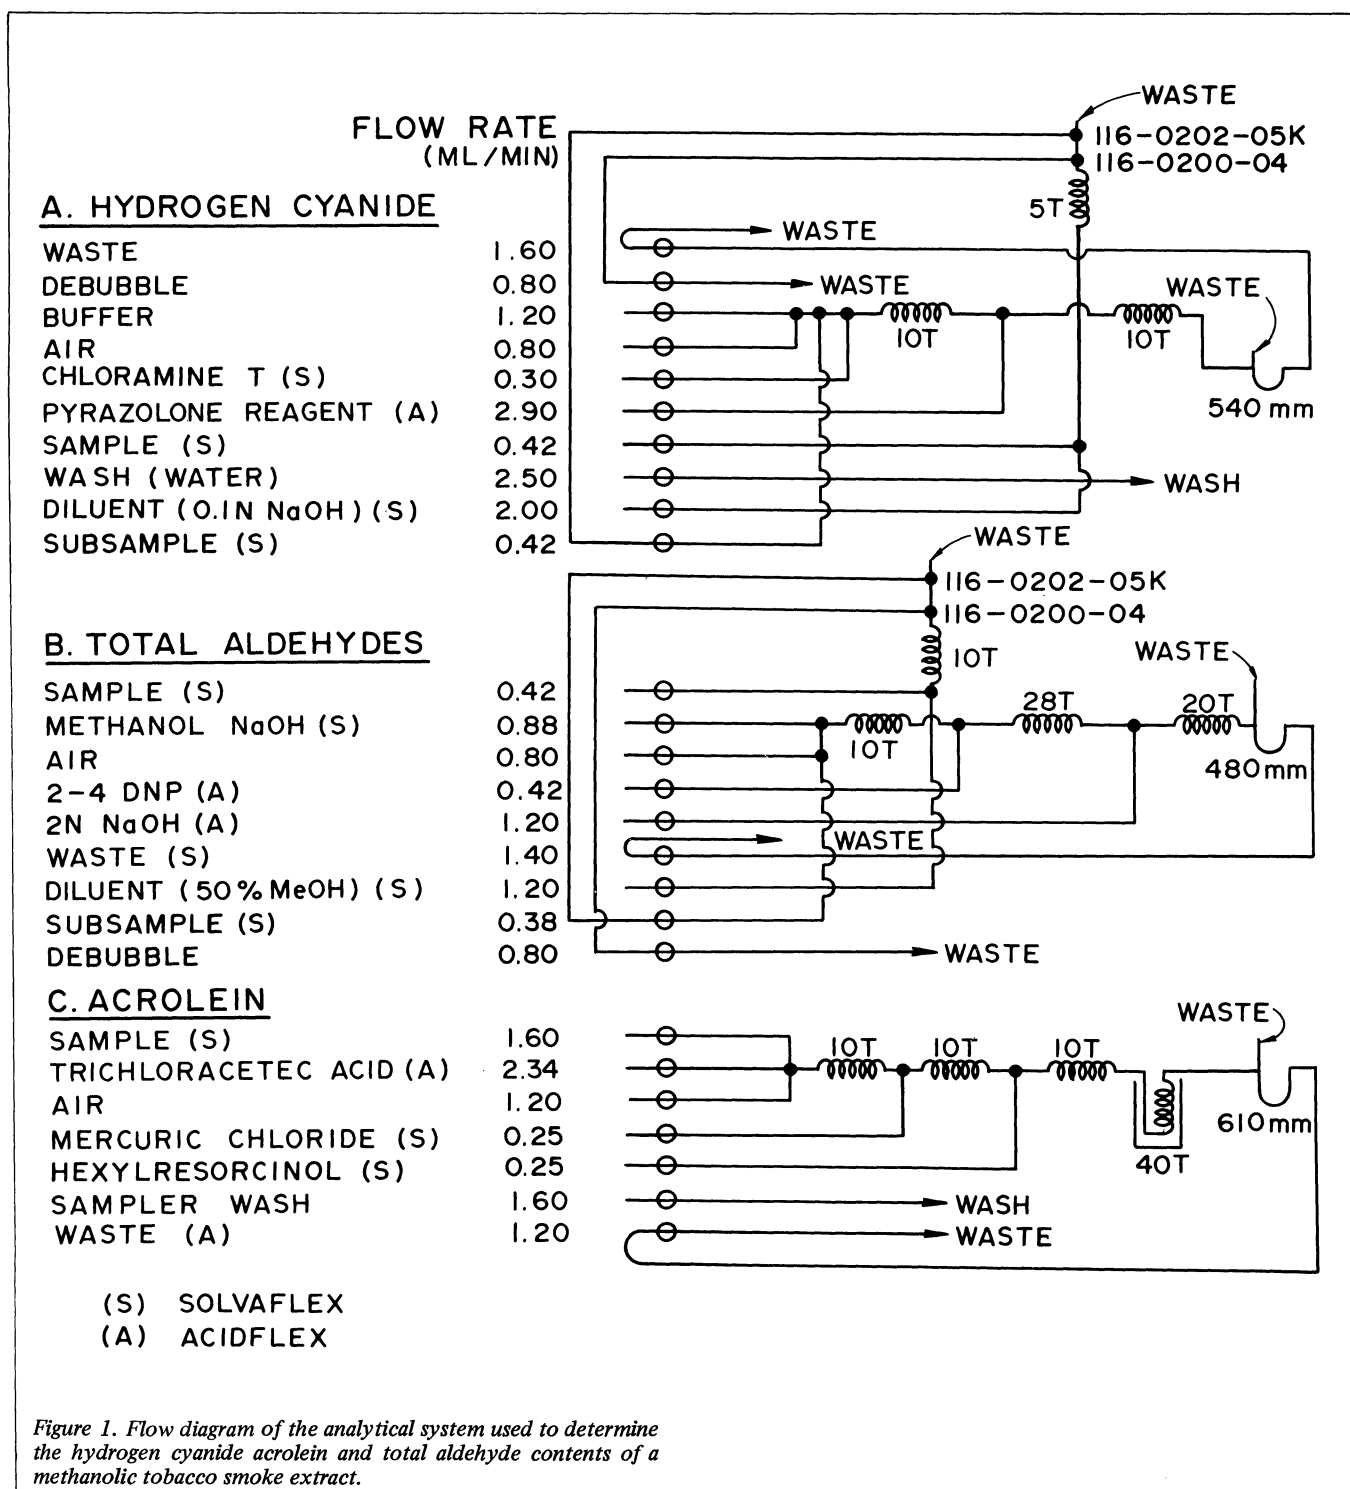 WASTE
FLOW RATE
(ML/MIN)
116-0202-05K
116-0200-04
5T
A. HYDROGEN CYANIDE
WASTE 1.60 WASTE
DEBUBBLE 0.80 WASTE WASTE
BUFFER 1.20
10T 10T
AIR 0.80
CHLORAMINE T (S) 0.30
PYRAZOLONE REAGENT (A) 2.90 540 mm
SAMPLE (S) 0.42
WASH (WATER) 2.50 WASH
DILUENT (0.1N NaOH) (S) 2.00
SUBSAMPLE (S) 0.42
WASTE
116-0202-05K
116-0200-04
B. TOTAL ALDEHYDES
10T WASTE
SAMPLE (S) 0.42
28T 20T
METHANOL NaOH (S) 0.88
10T
AIR 0.80 480mm
2-4 DNP (A) 0.42
2N NaOH (A) 1.20
WASTE (S) 1.40 WASTE
DILUENT (50% MeOH) (S) 1.20
SUBSAMPLE (S) 0.38
DEBUBBLE 0.80 WASTE
C. ACROLEIN
WASTE
SAMPLE (S) 1.60
10T 10T 10T
TRICHLORACETEC ACID (A) 2.34
AIR 1.20
610mm
MERCURIC CHLORIDE (S) 0.25
40T
HEXYLRESORCINOL (S) 0.25
SAMPLER WASH 1.60 WASH
WASTE (A) 1.20 WASTE
(S) SOLVAFLEX
(A) ACIDFLEX
Figure 1. Flow diagram of the analytical system used to determine
the hydrogen cyanide acrolein and total aldehyde contents of a
methanolic tobacco smoke extract.